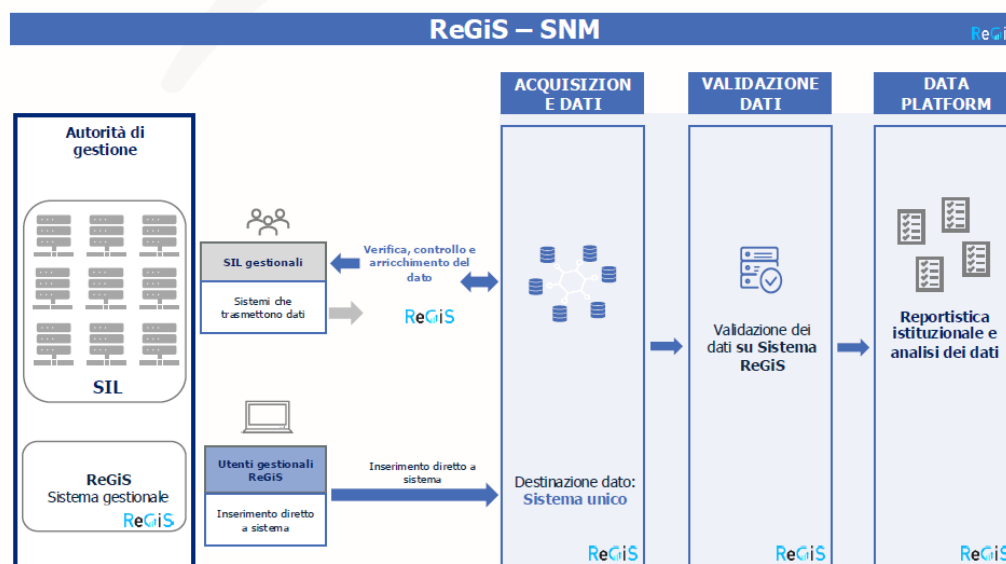 ReGiS – SNM
ReGiS
ACQUISIZION
E DATI
VALIDAZIONE
DATI
DATA
PLATFORM
Autorità di
gestione
SIL
ReGiS
Sistema gestionale
ReGiS
SIL gestionali
Sistemi che
trasmettono dati
Verifica, controllo e
arricchimento del
dato
ReGiS
Utenti gestionali
ReGiS
Inserimento diretto
a sistema
Inserimento diretto a
sistema
Destinazione dato:
Sistema unico
ReGiS
Validazione dei
dati su Sistema
ReGiS
ReGiS
Reportistica
istituzionale e
analisi dei dati
ReGiS